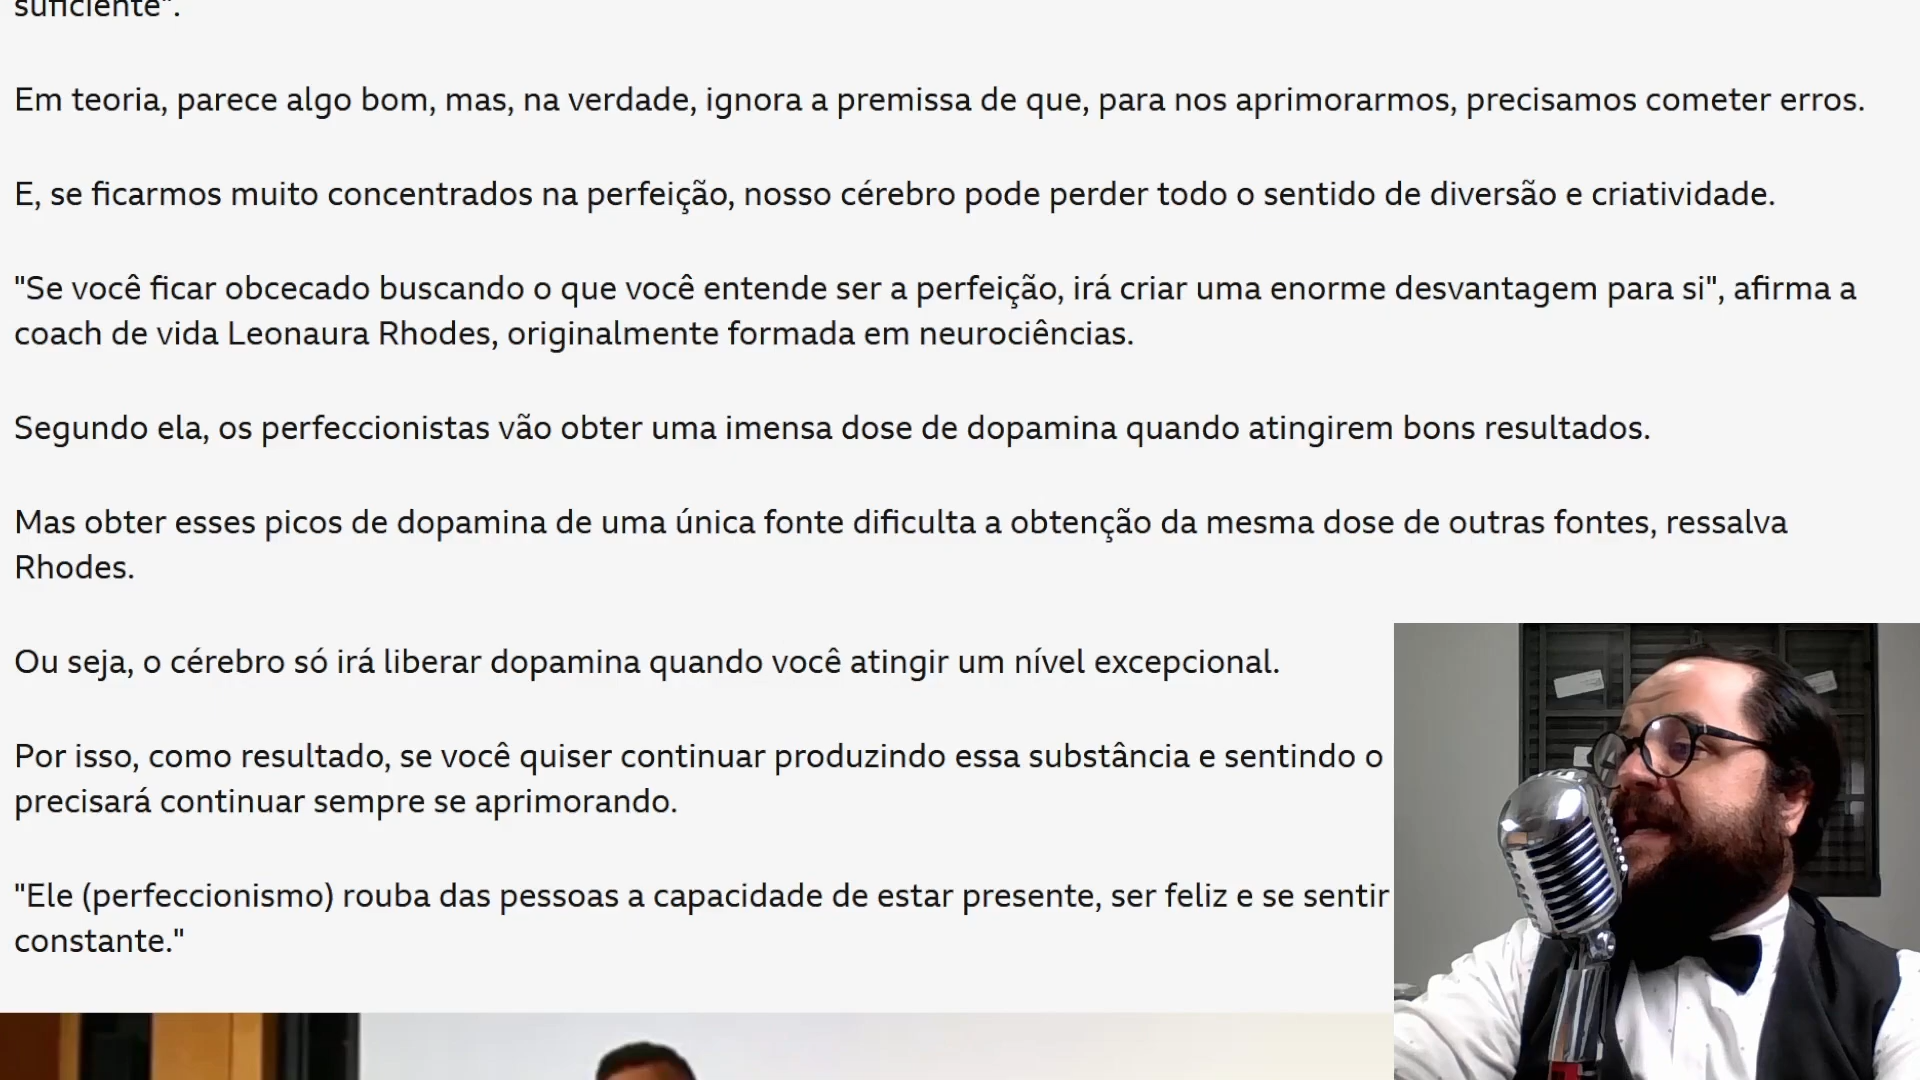 suficiente".
Em teoria, parece algo bom, mas, na verdade, ignora a premissa de que, para nos aprimorarmos, precisamos cometer erros.
E, se ficarmos muito concentrados na perfeição, nosso cérebro pode perder todo o sentido de diversão e criatividade.
"Se você ficar obcecado buscando o que você entende ser a perfeição, irá criar uma enorme desvantagem para si", afirma a
coach de vida Leonaura Rhodes, originalmente formada em neurociências.
Segundo ela, os perfeccionistas vão obter uma imensa dose de dopamina quando atingirem bons resultados.
Mas obter esses picos de dopamina de uma única fonte dificulta a obtenção da mesma dose de outras fontes, ressalva
Rhodes.
Ou seja, o cérebro só irá liberar dopamina quando você atingir um nível excepcional.
Por isso, como resultado, se você quiser continuar produzindo essa substância e sentindo o
precisará continuar sempre se aprimorando.
"Ele (perfeccionismo) rouba das pessoas a capacidade de estar presente, ser feliz e se sentir
constante."